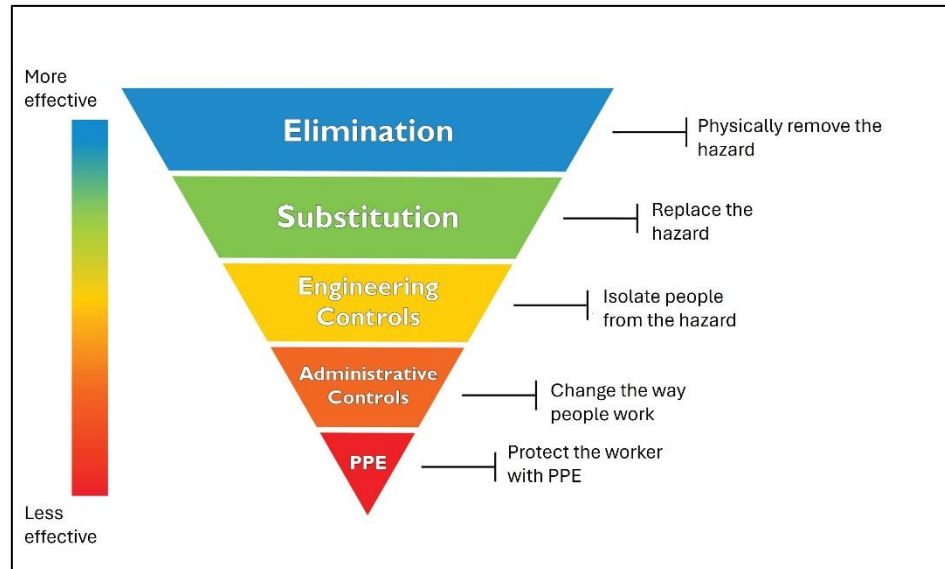 More
effective
Elimination
Physically remove the
hazard
Substitution
Replace the
hazard
Engineering
Controls
Isolate people
from the hazard
Administrative
Controls
Change the way
people work
PPE
Protect the worker
with PPE
Less
effective